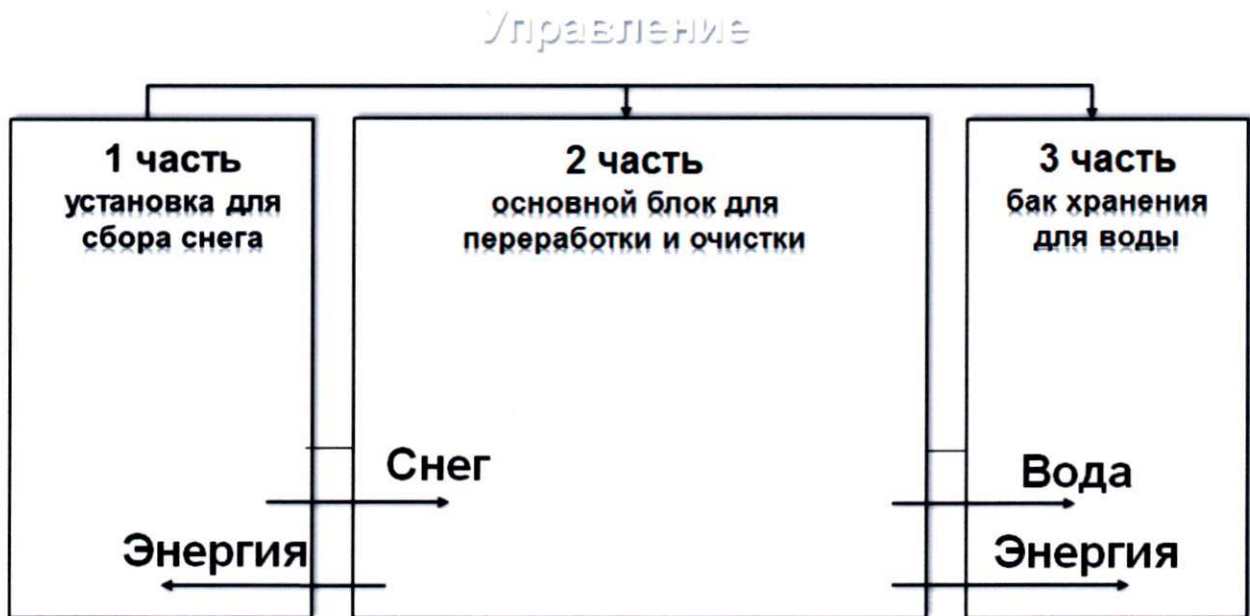 Управление
1 часть
установка для
сбора снега
2 часть
основной блок для
переработки и очистки
3 часть
бак хранения
для воды
Снег
Вода
Энергия
Энергия